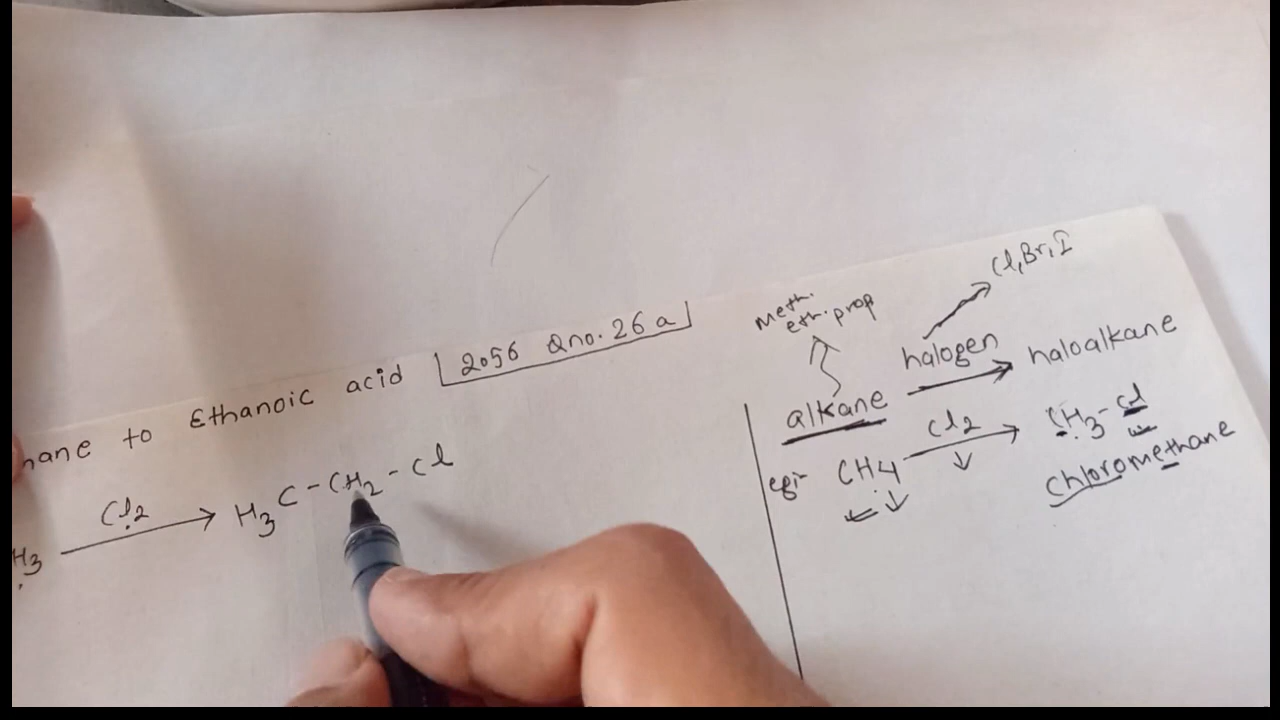 hane to Ethanoic acid 2056 Qno. 26 a
H3 Cl2 → H3C-CH2-Cl
Meth. Cl, Br, I
eth. prop
alkane halogen → haloalkane
eg:- CH4 Cl2 → CH3-Cl
Chloromethane